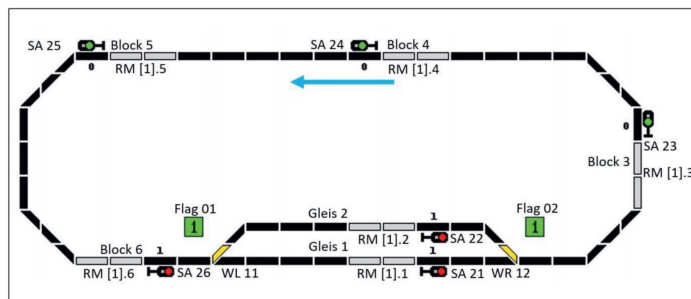 SA 25
Block 5
SA 24
Block 4
0
RM [1].5
0
RM [1].4
0
SA 23
Block 3
RM [1].3
Flag 01
1
Gleis 2
1
Flag 02
1
RM [1].2
SA 22
Block 6
1
Gleis 1
1
RM [1].6
SA 26
WL 11
RM [1].1
SA 21
WR 12